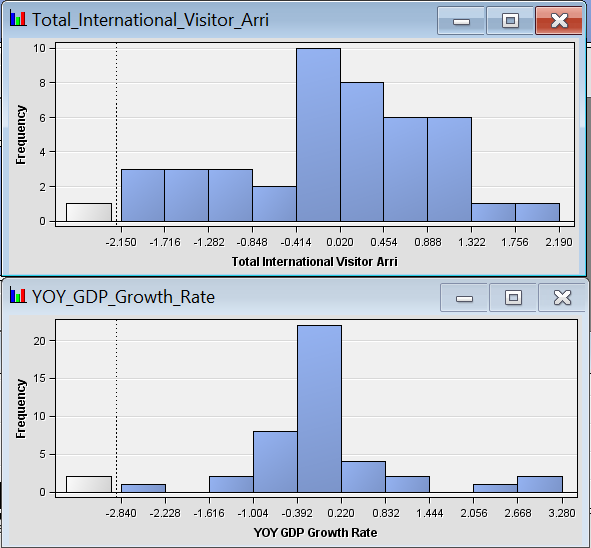 Total_International_Visitor_Arri
Frequency
10
8
6
4
2
0
-2.150 -1.716 -1.282 -0.848 -0.414 0.020 0.454 0.888 1.322 1.756 2.190
Total International Visitor Arri
YOY_GDP_Growth_Rate
Frequency
20
15
10
5
0
-2.840 -2.228 -1.616 -1.004 -0.392 0.220 0.832 1.444 2.056 2.668 3.280
YOY GDP Growth Rate